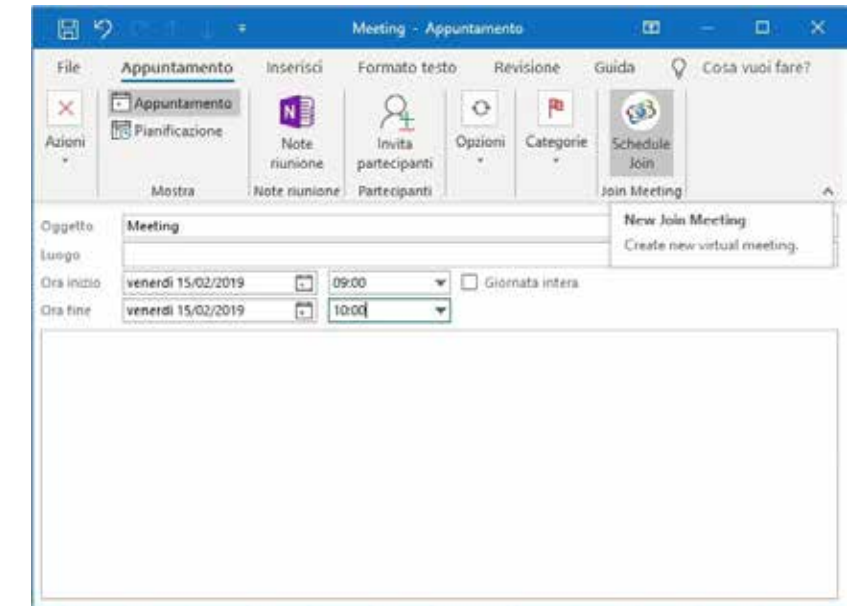 Meeting - Appuntamento
File Appuntamento Inserisci Formato testo Revisione Guida Cosa vuoi fare?
Azioni
Appuntamento
Pianificazione
Mostra
Note
riunione
Note riunione
Invita
partecipanti
Partecipanti
Opzioni
Categorie
Schedule
Join
Join Meeting
New Join Meeting
Create new virtual meeting.
Oggetto Meeting
Luogo
Ora inizio venerdì 15/02/2019 09:00 Giornata intera
Ora fine venerdì 15/02/2019 10:00